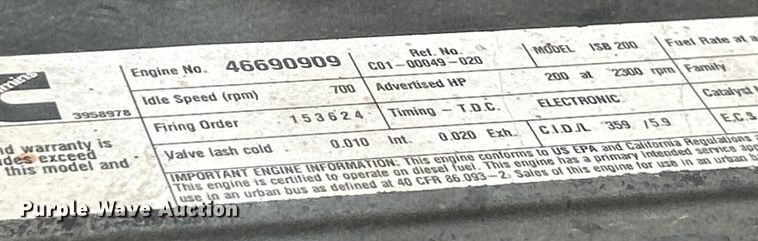 mmins
3958978
nd warranty is
des exceed
this model and
Engine No. 46690909
Idle Speed (rpm) 700
Firing Order 153624
Valve lash cold 0.010 Int. 0.020 Exh.
Ref. No.
C01-00049-020
Advertised HP 200 at 2300 rpm
Timing - T.D.C. ELECTRONIC
C.I.D./L 359 / 5.9
MODEL ISB 200
Fuel Rate at a
Family
Catalyst
E.C.S.
IMPORTANT ENGINE INFORMATION: This engine conforms to US EPA and California Regulations
This engine is certified to operate on diesel fuel. This engine has a primary intended service
use in an urban bus as defined at 40 CFR 86.093-2. Sales of this engine for use in an urban
Purple Wave Auction